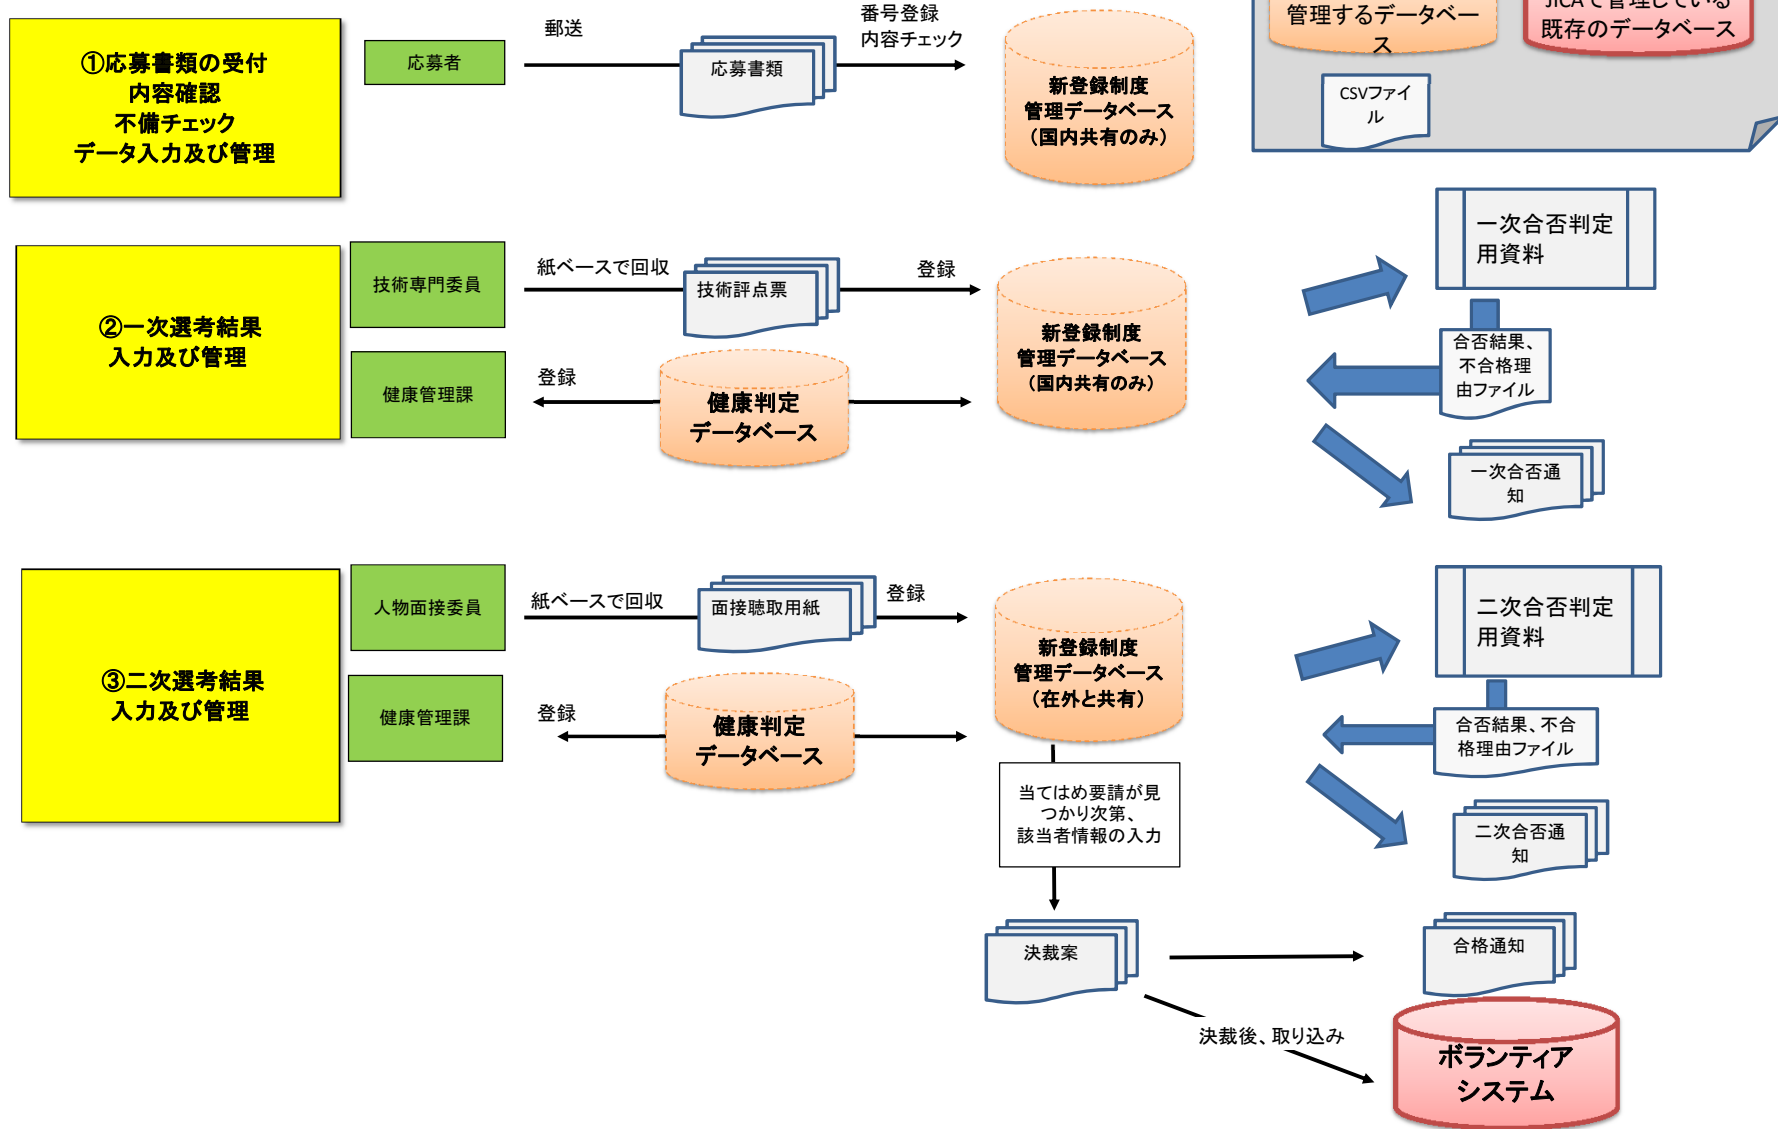 ①応募書類の受付
内容確認
不備チェック
データ入力及び管理
応募者
郵送
応募書類
番号登録
内容チェック
新登録制度
管理データベース
(国内共有のみ)
管理するデータベー
ス
JICAで管理している
既存のデータベース
CSVファイ
ル
②一次選考結果
入力及び管理
技術専門委員
紙ベースで回収
技術評点票
登録
健康管理課
登録
健康判定
データベース
新登録制度
管理データベース
(国内共有のみ)
一次合否判定
用資料
合否結果、
不合格理
由ファイル
一次合否通
知
③二次選考結果
入力及び管理
人物面接委員
紙ベースで回収
面接聴取用紙
登録
健康管理課
登録
健康判定
データベース
新登録制度
管理データベース
(在外と共有)
二次合否判定
用資料
合否結果、不合
格理由ファイル
二次合否通
知
当てはめ要請が見
つかり次第、
該当者情報の入力
決裁案
合格通知
決裁後、取り込み
ボランティア
システム